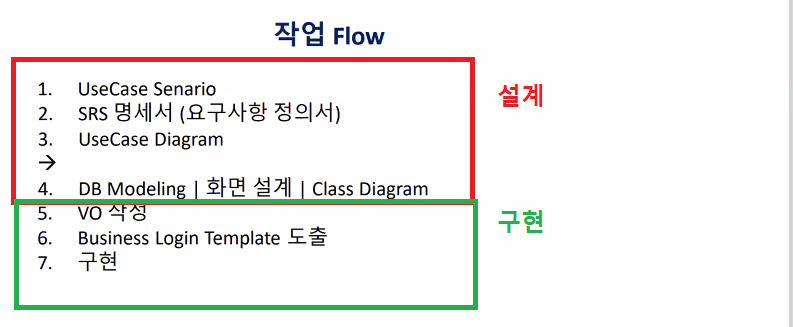 작업 Flow
1. UseCase Senario
2. SRS 명세서 (요구사항 정의서)
3. UseCase Diagram
→
4. DB Modeling | 화면 설계 | Class Diagram
5. VO 작성
6. Business Login Template 도출
7. 구현
설계
구현